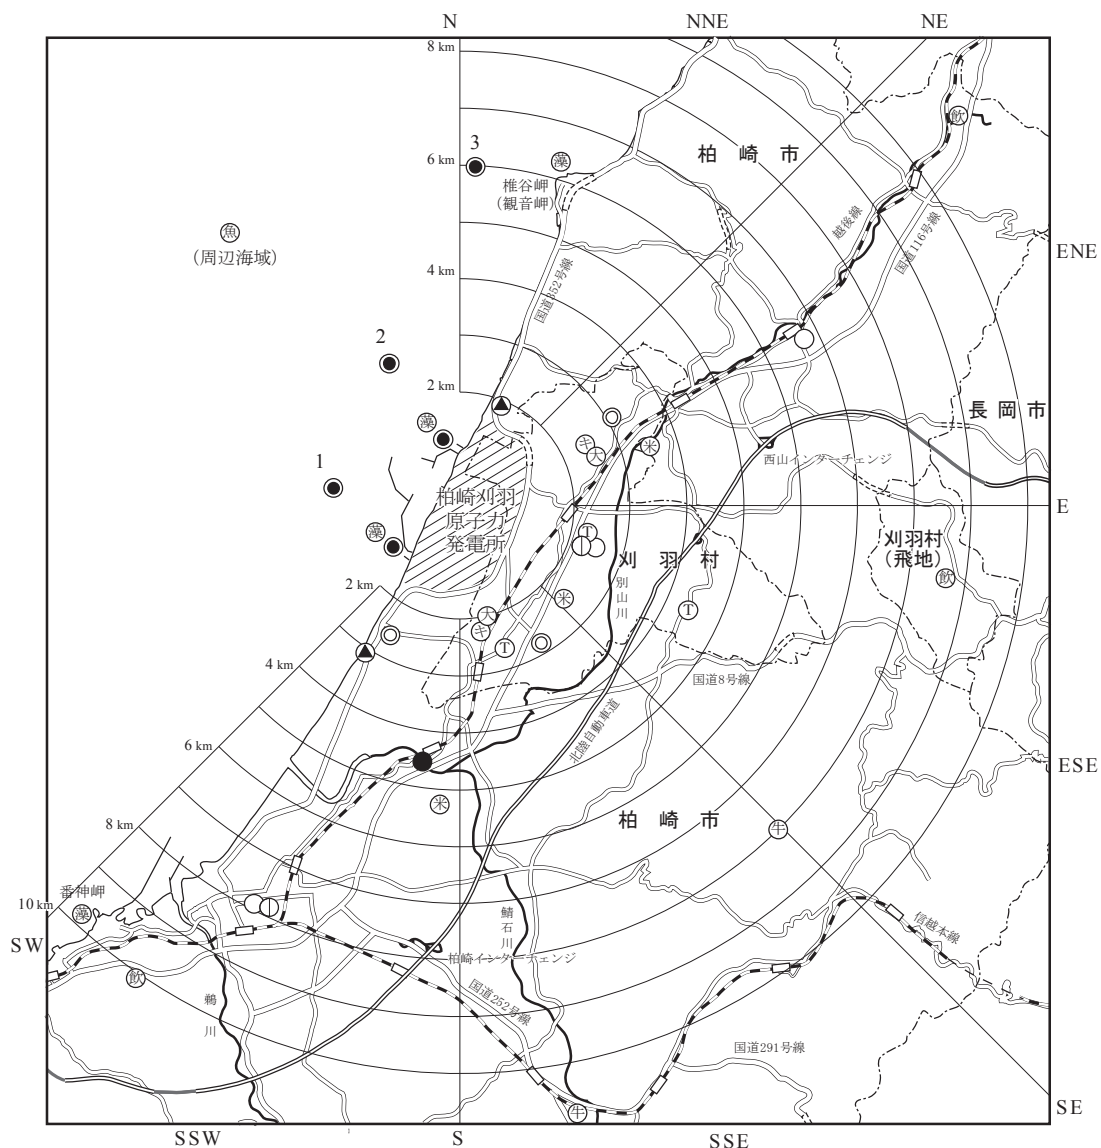 N
NNE
NE
8 km
3
6 km
藻
飲
柏崎市
椎谷岬
(観音岬)
魚
(周辺海域)
越後線
国道116号線
ENE
4 km
国道352号線
2
2 km
藻
長岡市
キ
大
米
西山インターチェンジ
1
柏崎刈羽
原子力
発電所
E
藻
T
刈羽村
刈羽村
(飛地)
飲
2 km
別山川
米
T
大
キ
T
4 km
国道8号線
北陸自動車道
6 km
ESE
米
柏崎市
8 km
牛
番神岬
10 km
藻
SW
鯖石川
信越本線
柏崎インターチェンジ
飲
鵜川
国道252号線
国道291号線
牛
SE
SSW
S
SSE